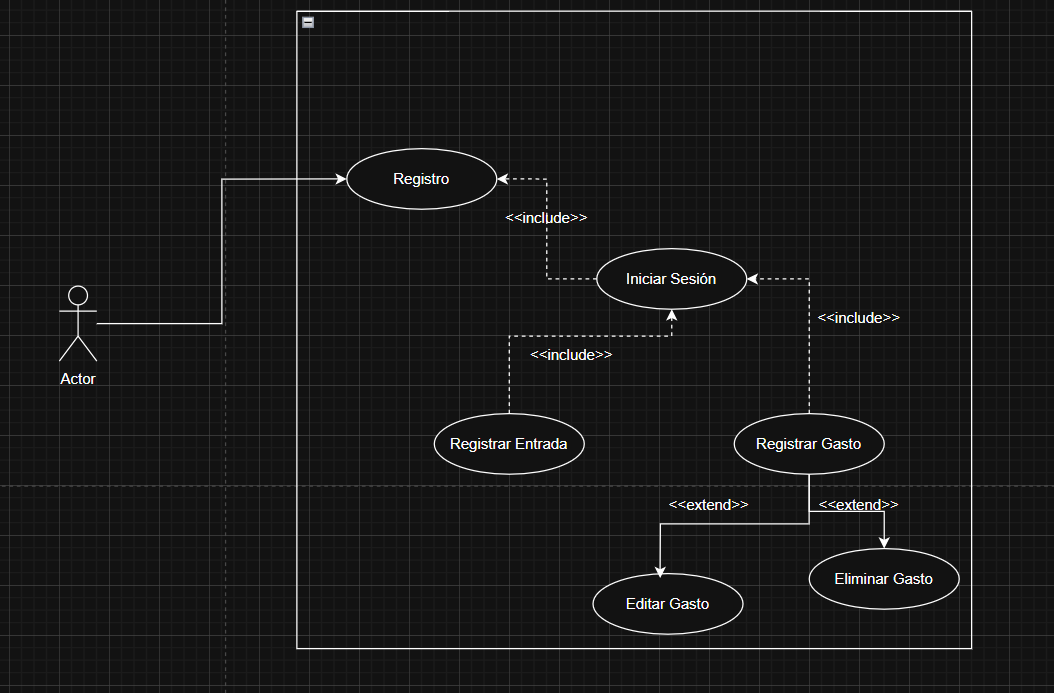 Registro
<<include>>
Iniciar Sesión
<<include>>
<<include>>
Actor
Registrar Entrada
Registrar Gasto
<<extend>>
<<extend>>
Eliminar Gasto
Editar Gasto